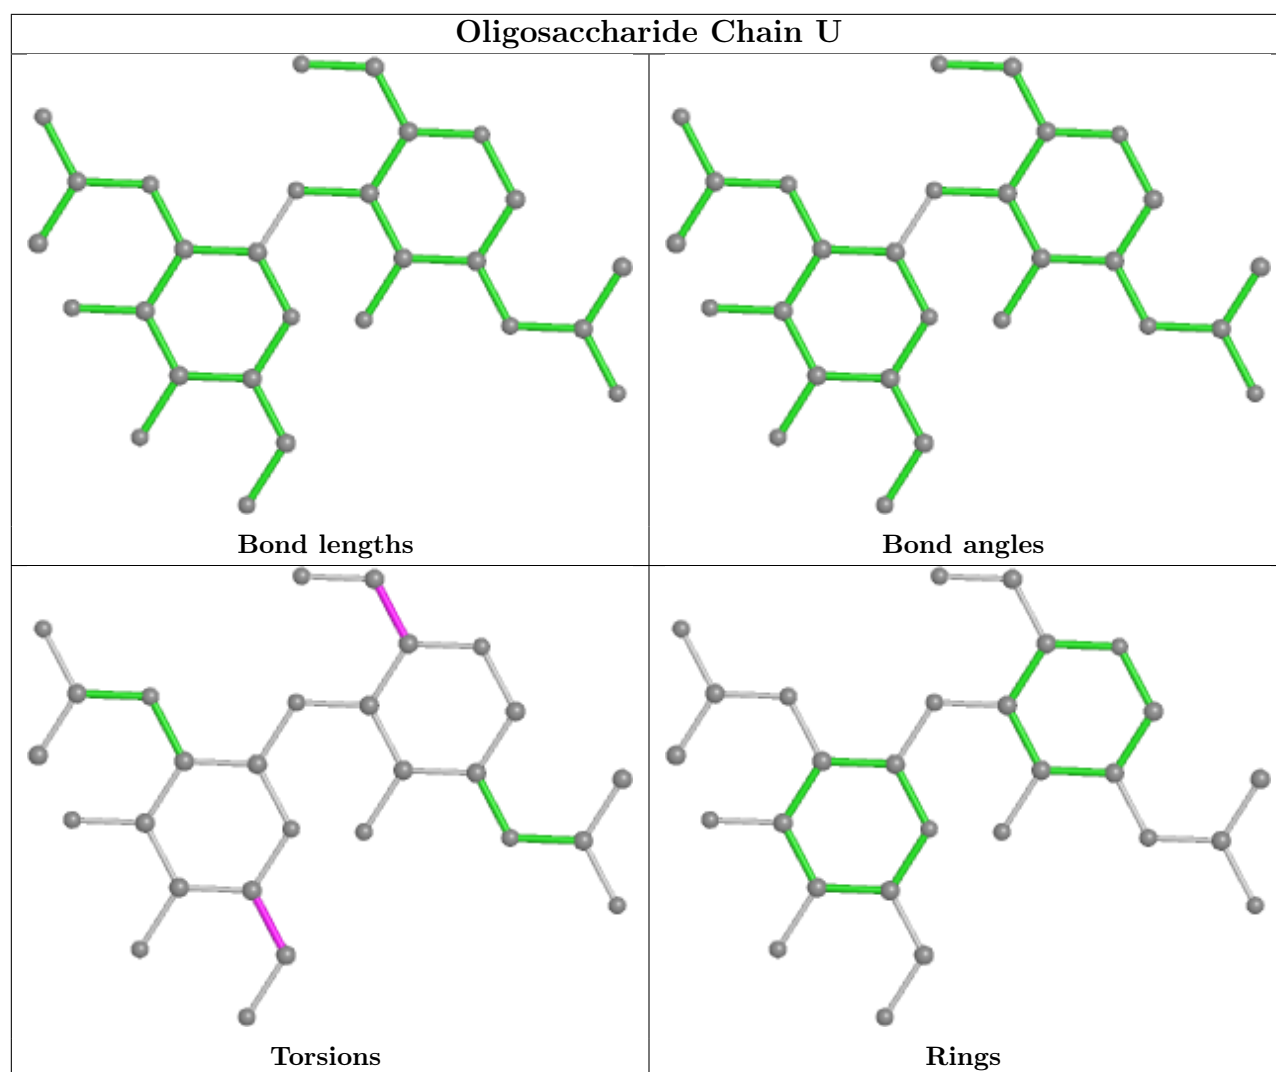 Oligosaccharide Chain U
Bond lengths
Bond angles
Torsions
Rings